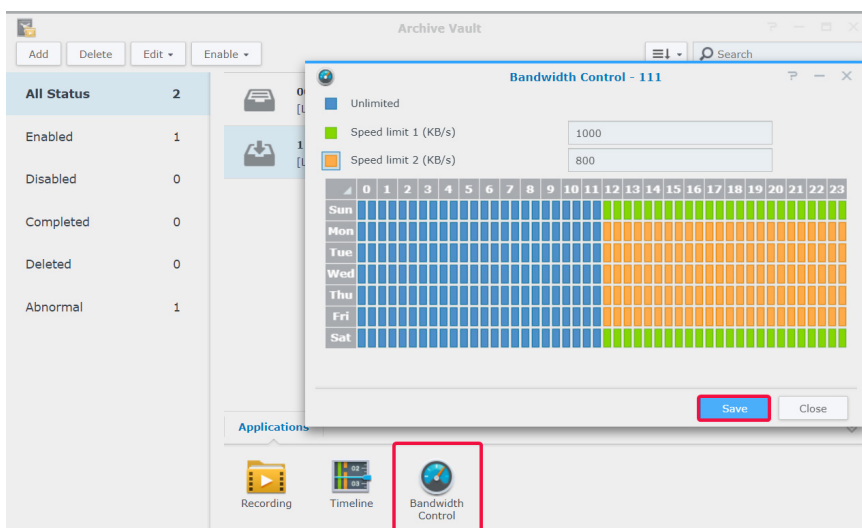 Archive Vault
Add Delete Edit Enable Search
All Status 2
Enabled 1
Disabled 0
Completed 0
Deleted 0
Abnormal 1
Bandwidth Control - 111
Unlimited
Speed limit 1 (KB/s) 1000
Speed limit 2 (KB/s) 800
0 1 2 3 4 5 6 7 8 9 10 11 12 13 14 15 16 17 18 19 20 21 22 23
Sun
Mon
Tue
Wed
Thu
Fri
Sat
Save Close
Applications
Recording Timeline Bandwidth
Control